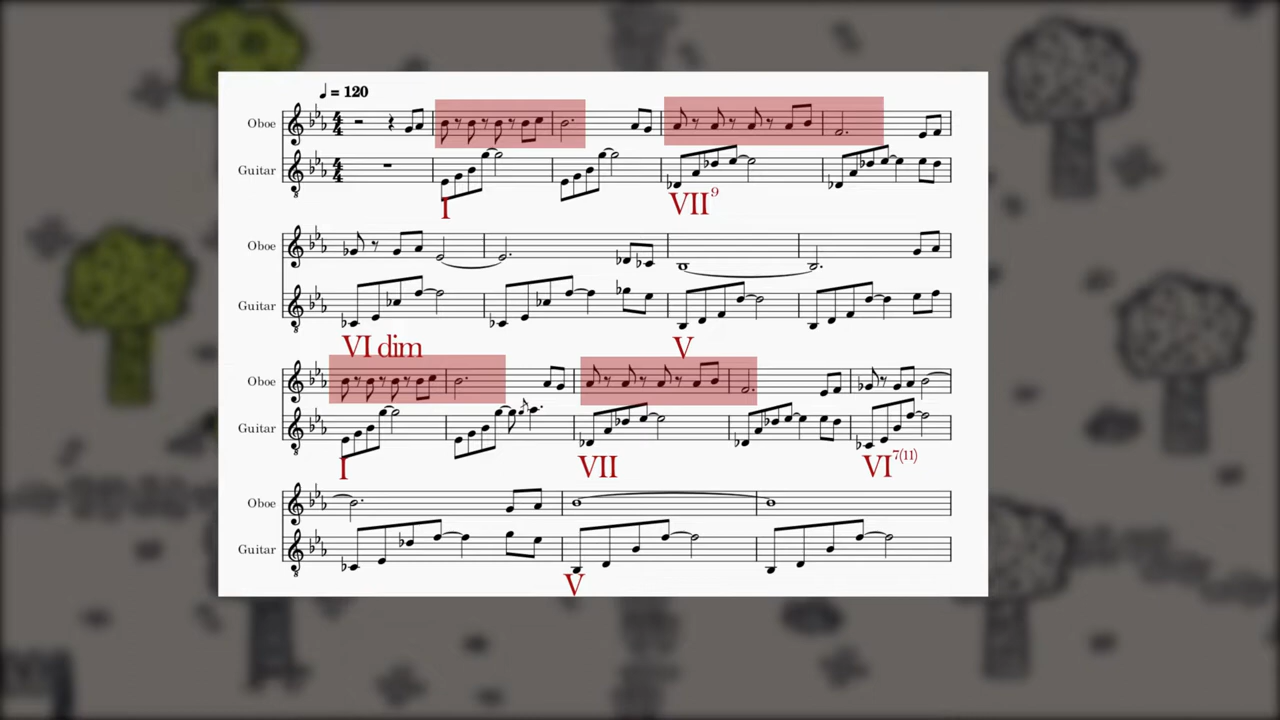 ♩ = 120
Oboe
Guitar
I VII⁹
Oboe
Guitar
VI dim V
Oboe
Guitar
I VII VI⁷⁽¹¹⁾
Oboe
Guitar
V